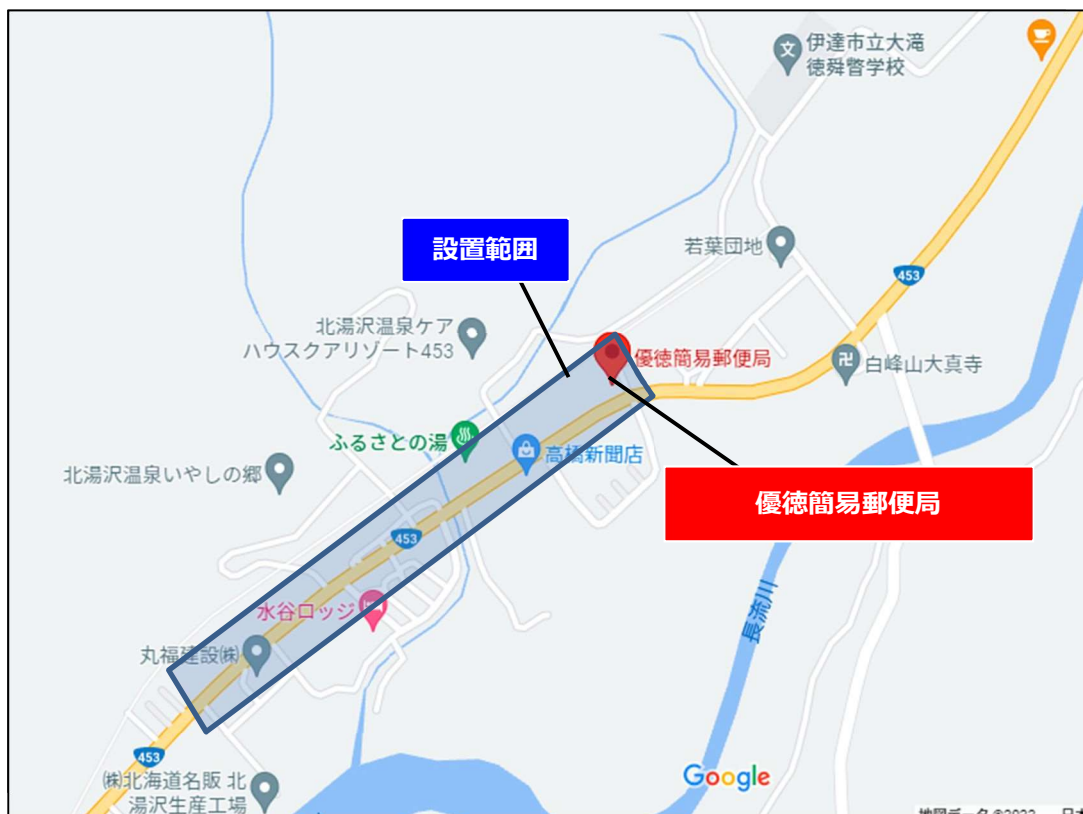 伊達市立大滝
徳舜瞥学校
設置範囲
若葉団地
453
北湯沢温泉ケア
ハウスクアリゾート453
優徳簡易郵便局
白峰山大真寺
ふるさとの湯
高橋新聞店
北湯沢温泉いやしの郷
優徳簡易郵便局
453
水谷ロッジ
長流川
丸福建設㈱
453
㈱北海道名販 北
湯沢生産工場
Google